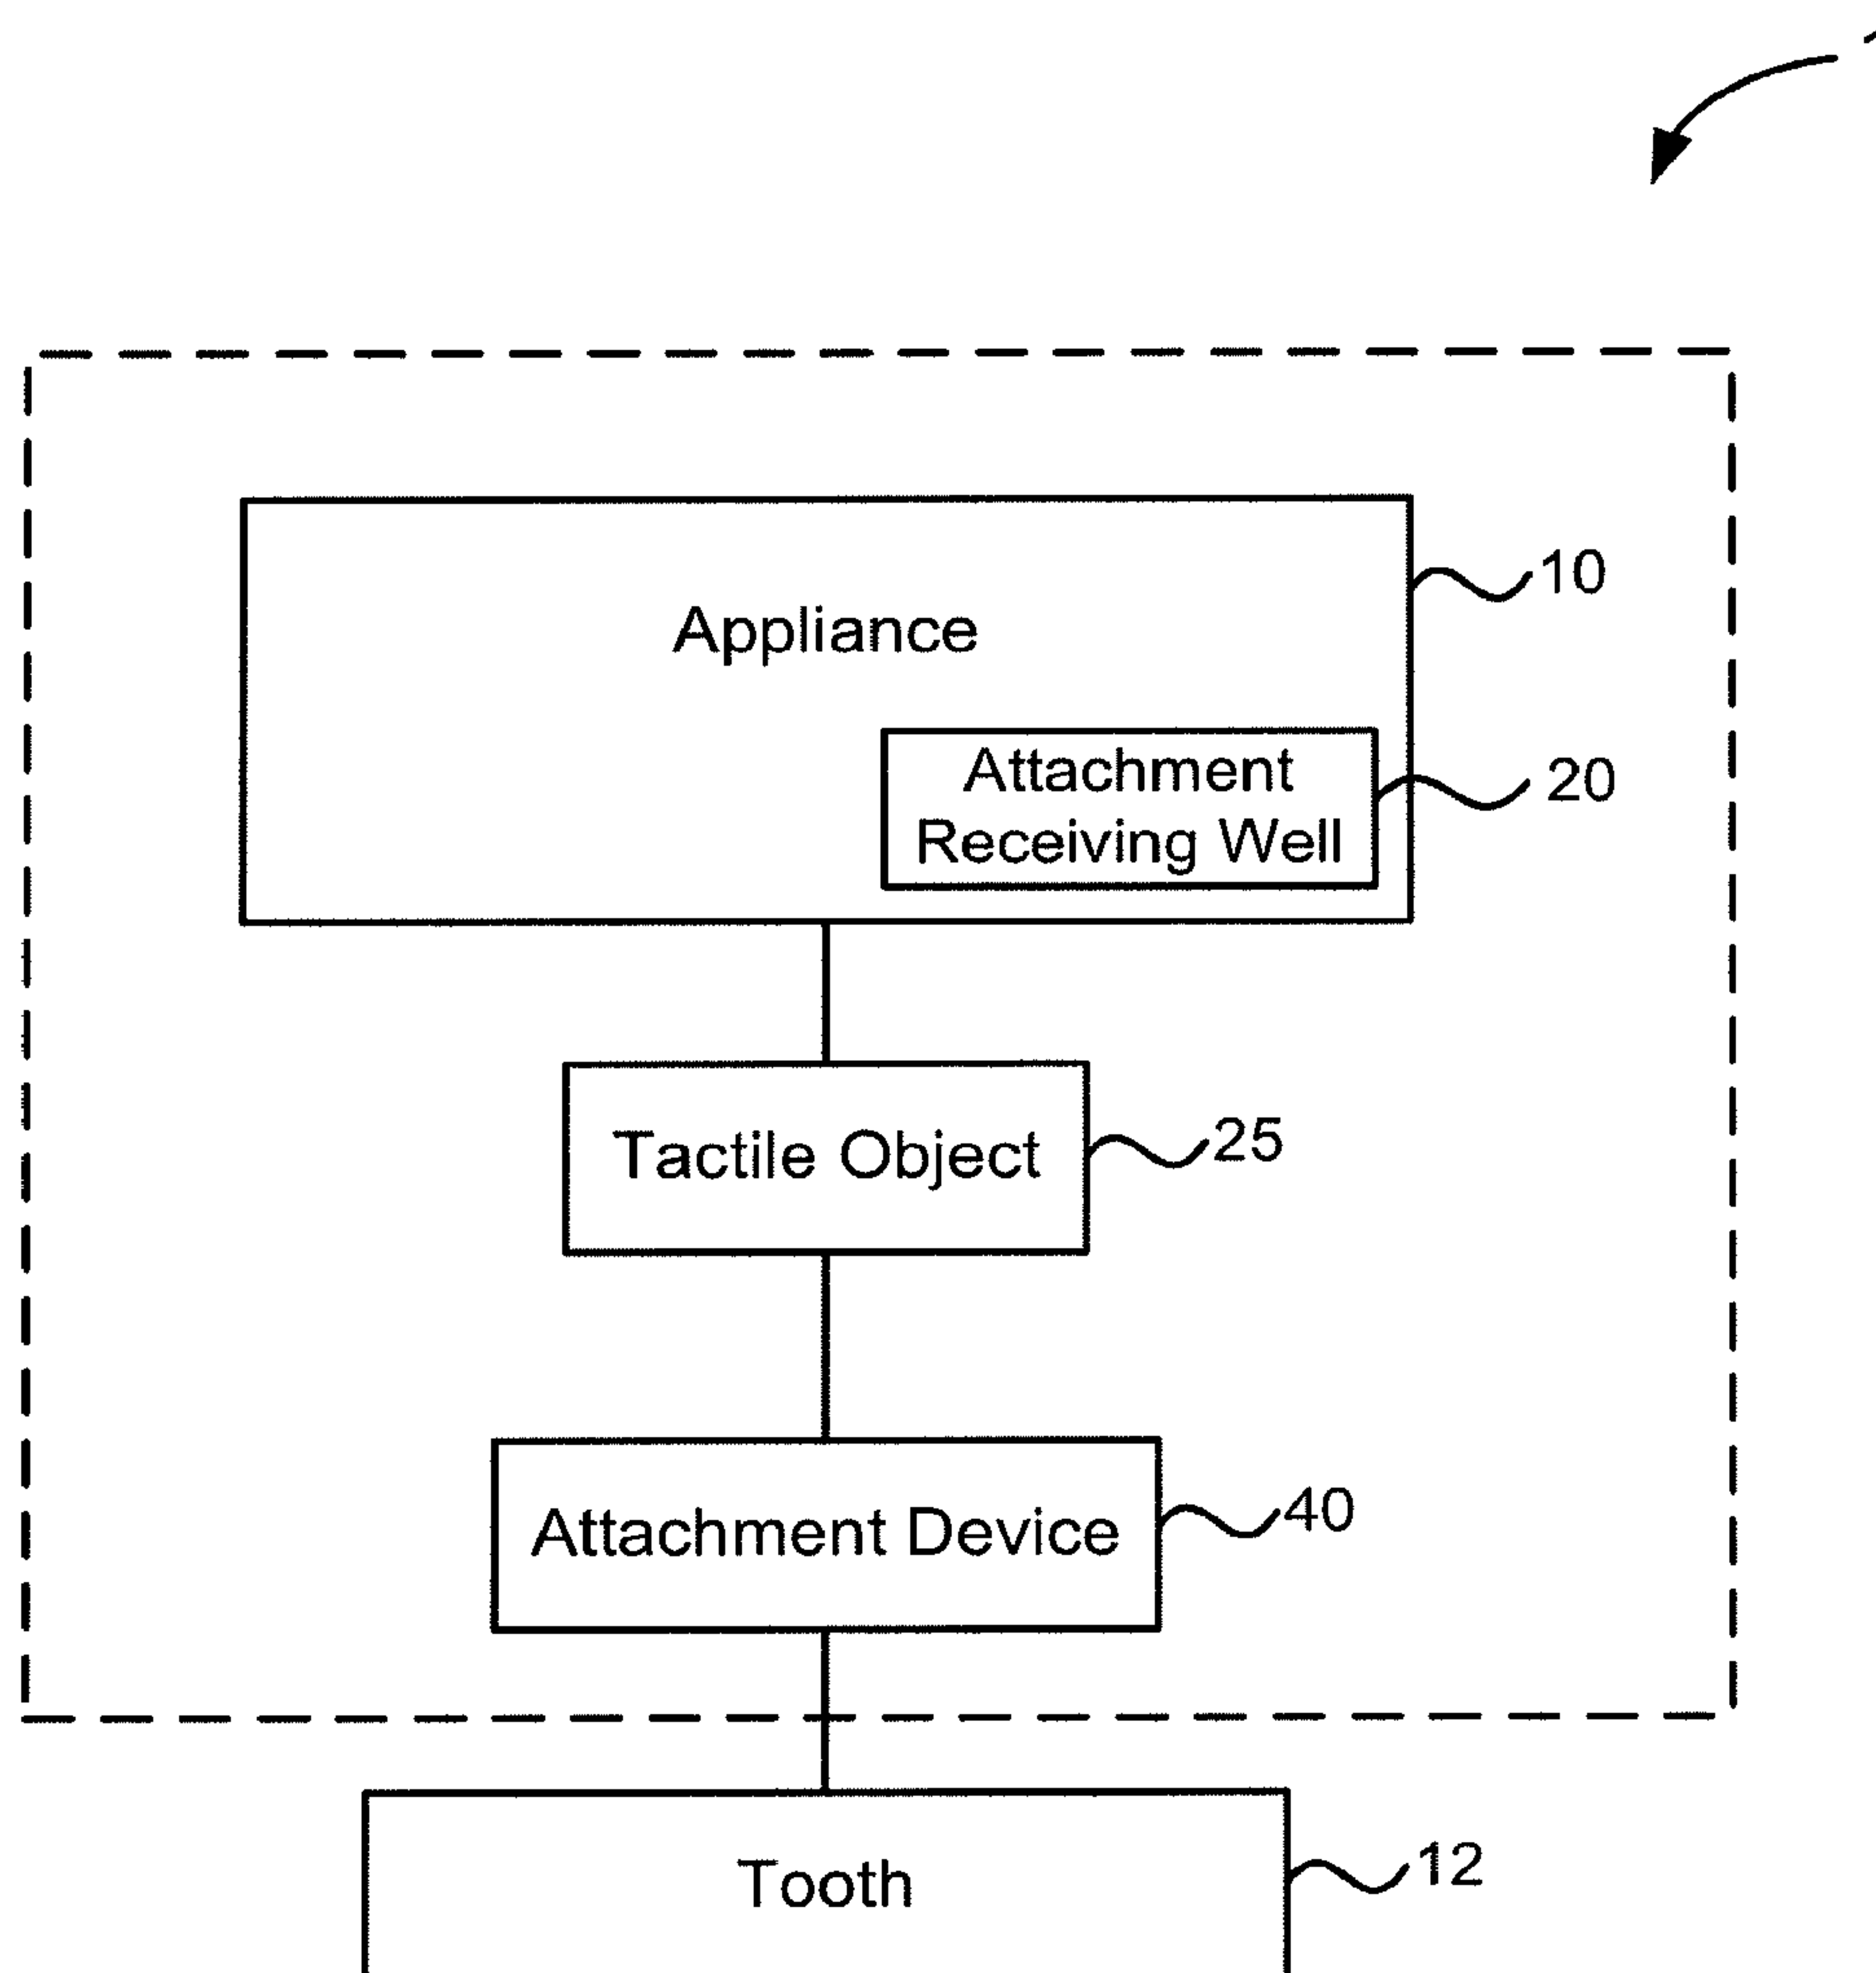 10
Appliance
Attachment
Receiving Well
20
Tactile Object
25
Attachment Device
40
Tooth
12